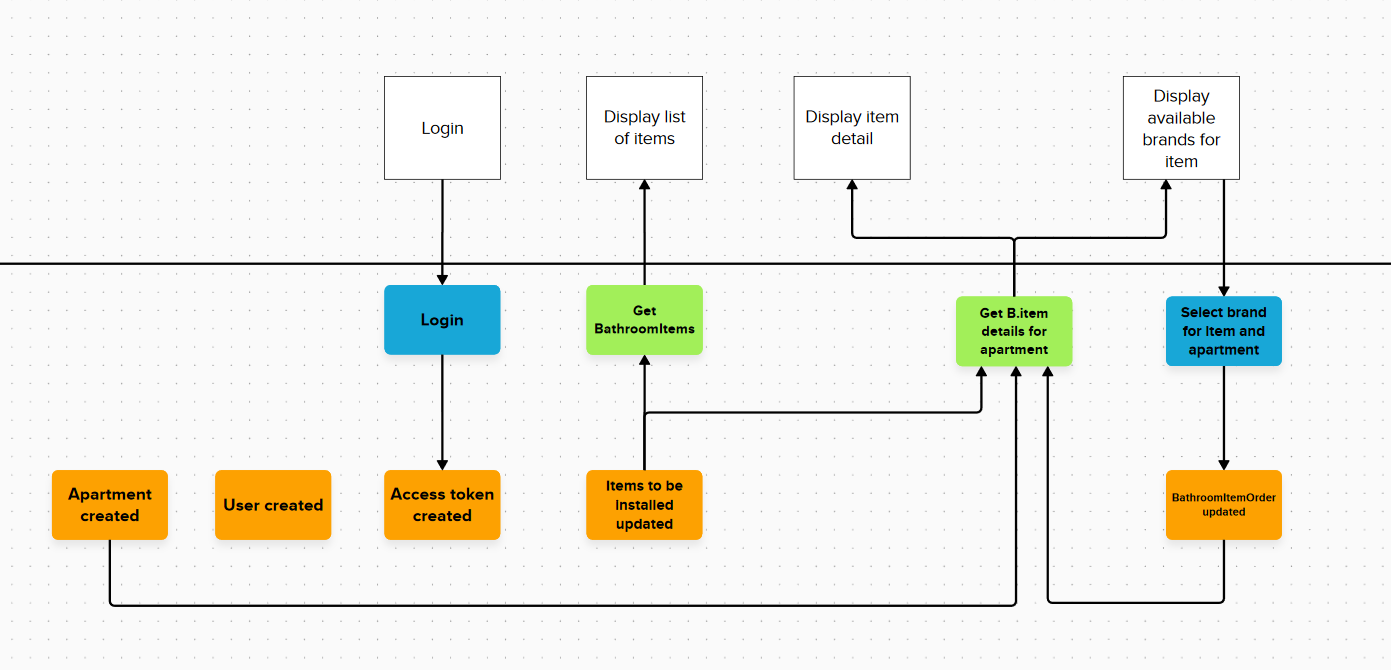 Login
Display list
of items
Display item
detail
Display
available
brands for
item
Login
Get
BathroomItems
Get B.item
details for
apartment
Select brand
for Item and
apartment
Apartment
created
User created
Access token
created
Items to be
Installed
updated
BathroomItemOrder
updated